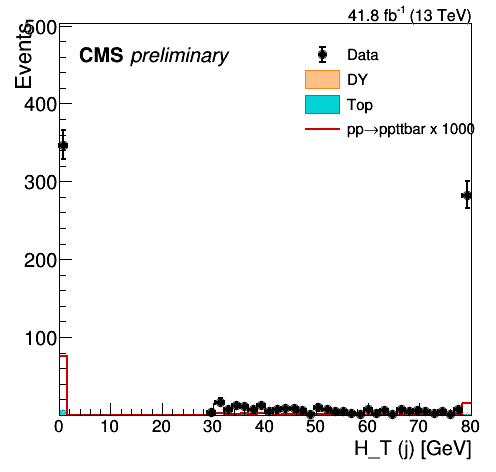 41.8 fb⁻¹ (13 TeV)
Events
500
400
300
200
100
CMS preliminary
Data
DY
Top
pp→ppttbar x 1000
0 10 20 30 40 50 60 70 80
H_T (j) [GeV]